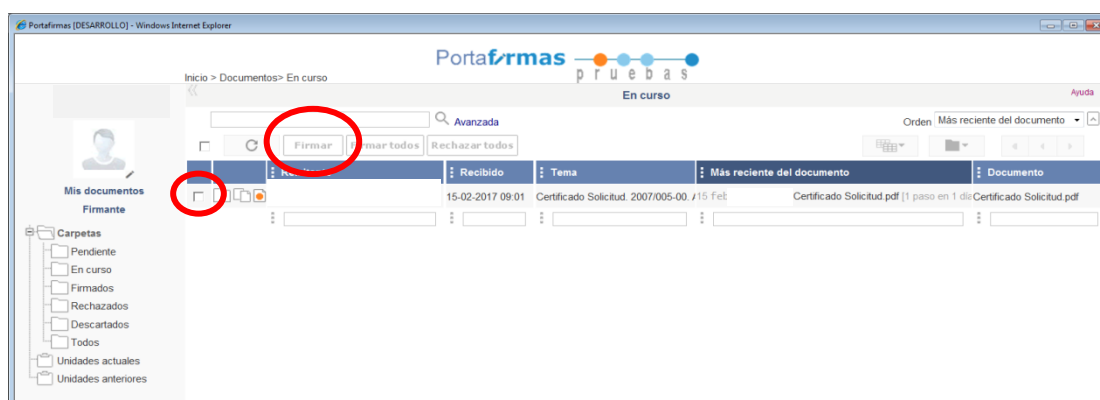 Portafirmas [DESARROLLO] - Windows Internet Explorer
Portafirmas
pruebas
Inicio > Documentos> En curso
En curso
Ayuda
Avanzada
Orden Más reciente del documento
Firmar
Firmar todos
Rechazar todos
Recibido
Tema
Más reciente del documento
Documento
15-02-2017 09:01 Certificado Solicitud. 2007/005-00. / 15 feb Certificado Solicitud.pdf [1 paso en 1 día Certificado Solicitud.pdf
Mis documentos
Firmante
Carpetas
Pendiente
En curso
Firmados
Rechazados
Descartados
Todos
Unidades actuales
Unidades anteriores